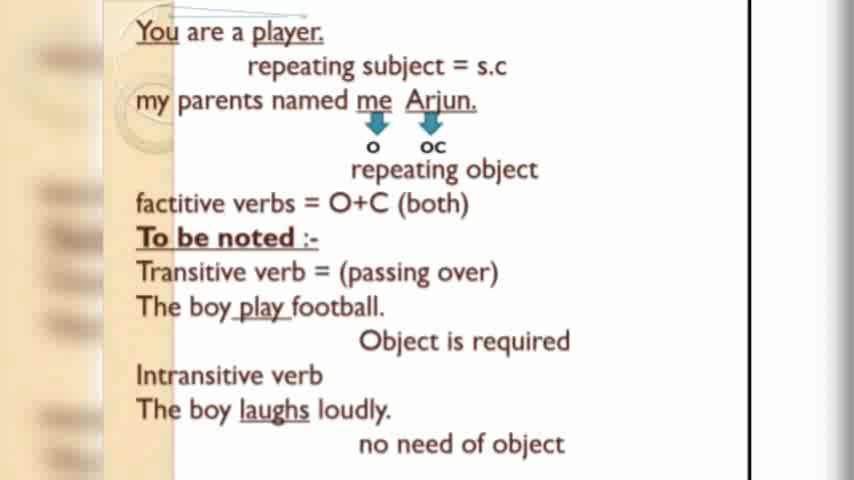 You are a player.
repeating subject = s.c
my parents named me Arjun.
O OC
repeating object
factitive verbs = O+C (both)
To be noted :-
Transitive verb = (passing over)
The boy play football.
Object is required
Intransitive verb
The boy laughs loudly.
no need of object